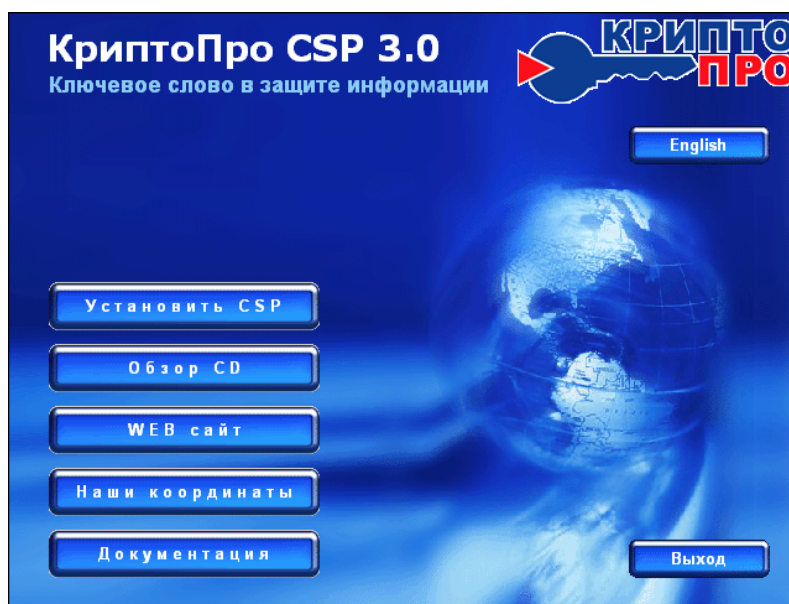 КриптоПро CSP 3.0
Ключевое слово в защите информации
КРИПТО
ПРО
English
Установить CSP
Обзор CD
WEB сайт
Наши координаты
Документация
Выход